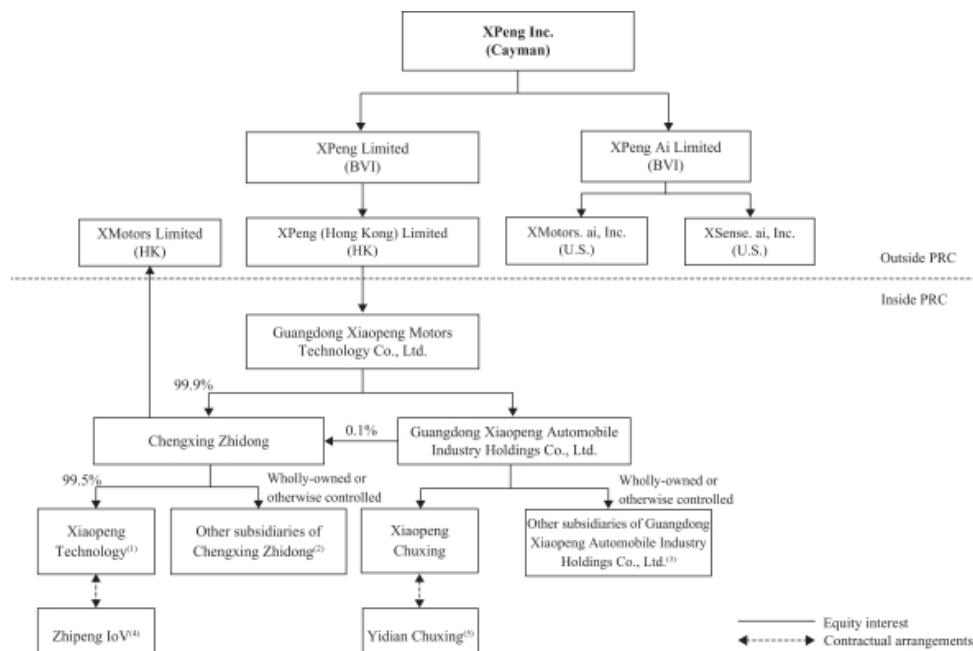 XPeng Inc.
(Cayman)
XPeng Limited
(BVI)
XPeng Ai Limited
(BVI)
XMotors Limited
(HK)
XPeng (Hong Kong) Limited
(HK)
XMotors. ai, Inc.
(U.S.)
XSense. ai, Inc.
(U.S.)
Outside PRC
Inside PRC
Guangdong Xiaopeng Motors
Technology Co., Ltd.
99.9%
Chengxing Zhidong
0.1%
Guangdong Xiaopeng Automobile
Industry Holdings Co., Ltd.
99.5%
Wholly-owned or
otherwise controlled
Wholly-owned or
otherwise controlled
Xiaopeng
Technology(1)
Other subsidiaries of
Chengxing Zhidong(2)
Xiaopeng
Chuxing
Other subsidiaries of Guangdong
Xiaopeng Automobile Industry
Holdings Co., Ltd.(3)
Zhipeng IoV(4)
Yidian Chuxing(5)
Equity interest
Contractual arrangements